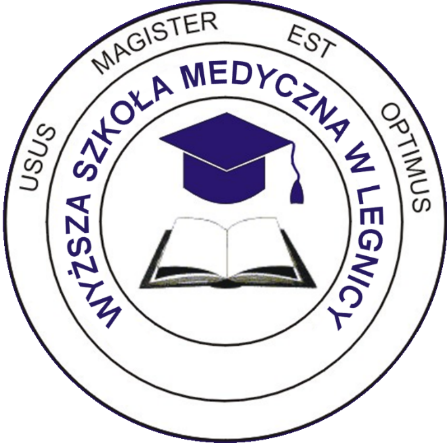 USUS MAGISTER EST OPTIMUS
WYŻSZA SZKOŁA MEDYCZNA W LEGNICY